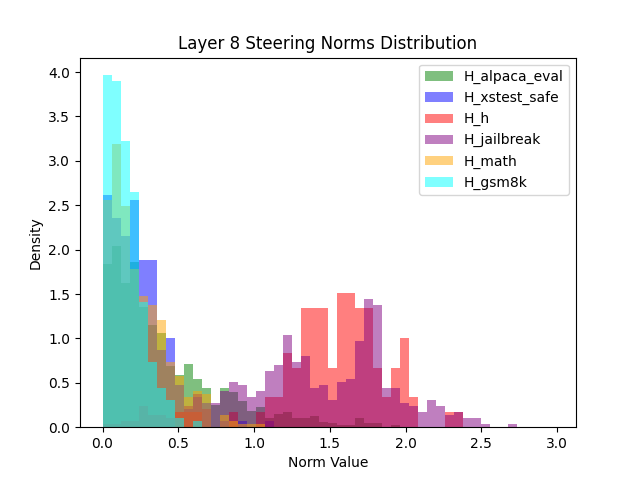 Layer 8 Steering Norms Distribution
4.0
3.5
3.0
2.5
2.0
1.5
1.0
0.5
0.0
Density
H_alpaca_eval
H_xstest_safe
H_h
H_jailbreak
H_math
H_gsm8k
0.0 0.5 1.0 1.5 2.0 2.5 3.0
Norm Value